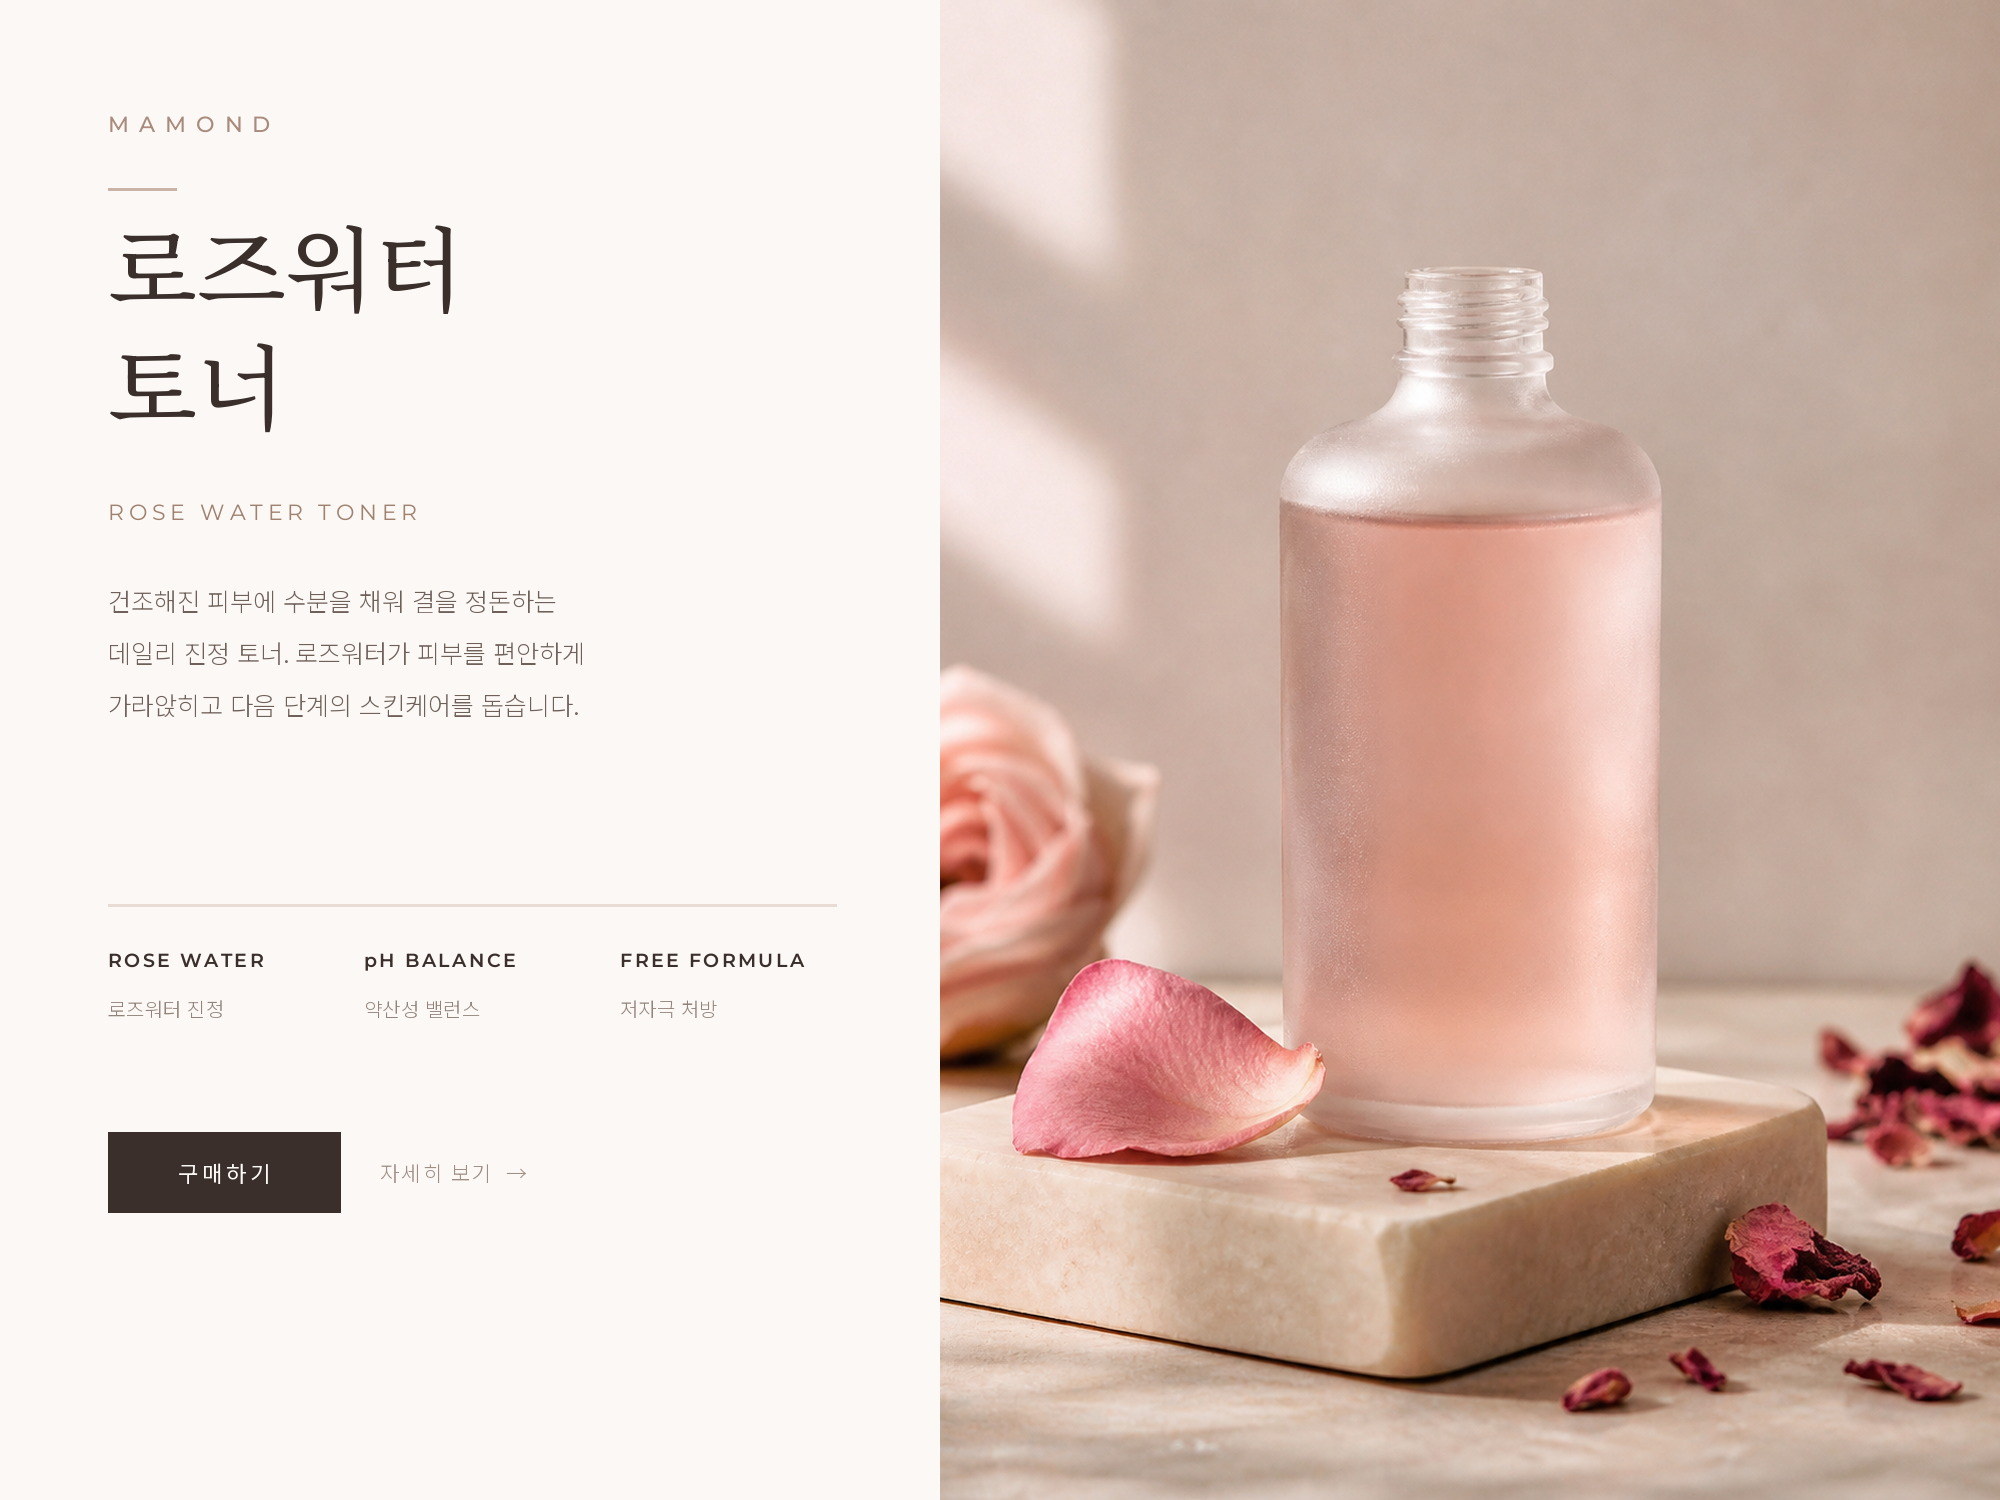 MAMOND
로즈워터
토너
ROSE WATER TONER
건조해진 피부에 수분을 채워 결을 정돈하는
데일리 진정 토너. 로즈워터가 피부를 편안하게
가라앉히고 다음 단계의 스킨케어를 돕습니다.
ROSE WATER
pH BALANCE
FREE FORMULA
로즈워터 진정
약산성 밸런스
저자극 처방
구매하기
자세히 보기 →